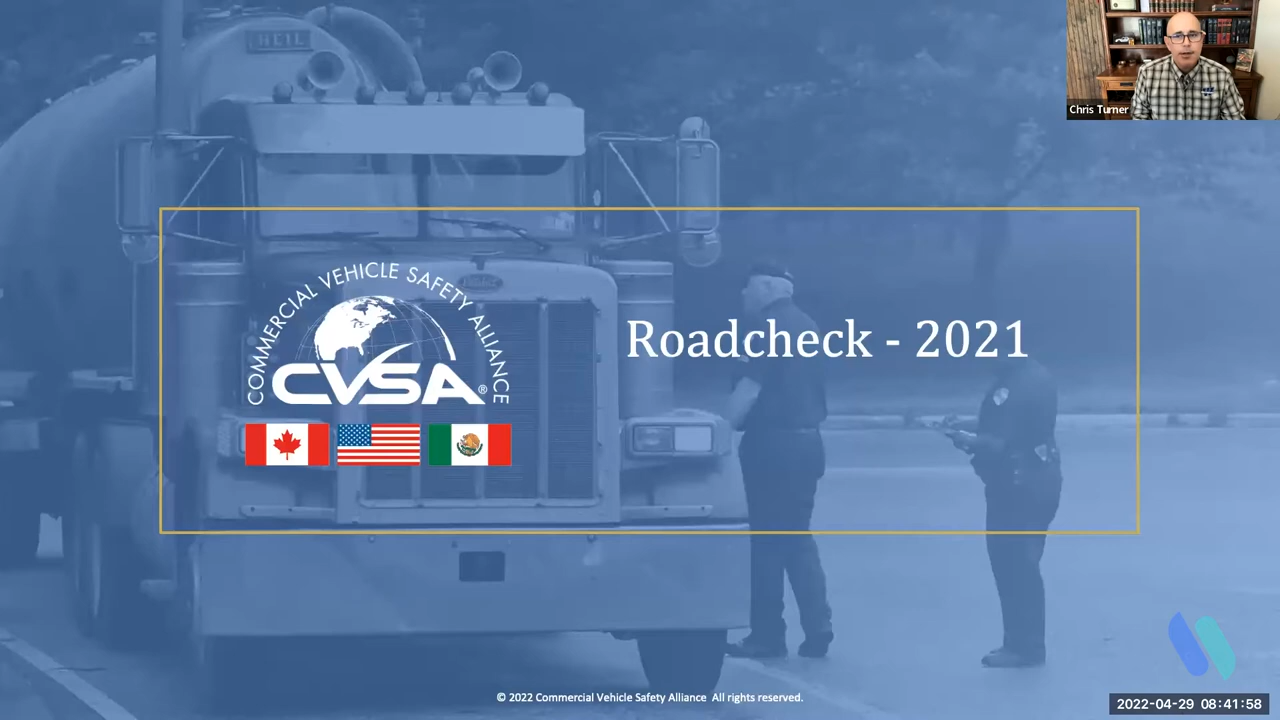 HEIL
Chris Turner
COMMERCIAL VEHICLE SAFETY ALLIANCE
CVSA®
Roadcheck - 2021
© 2022 Commercial Vehicle Safety Alliance All rights reserved.
2022-04-29 08:41:58